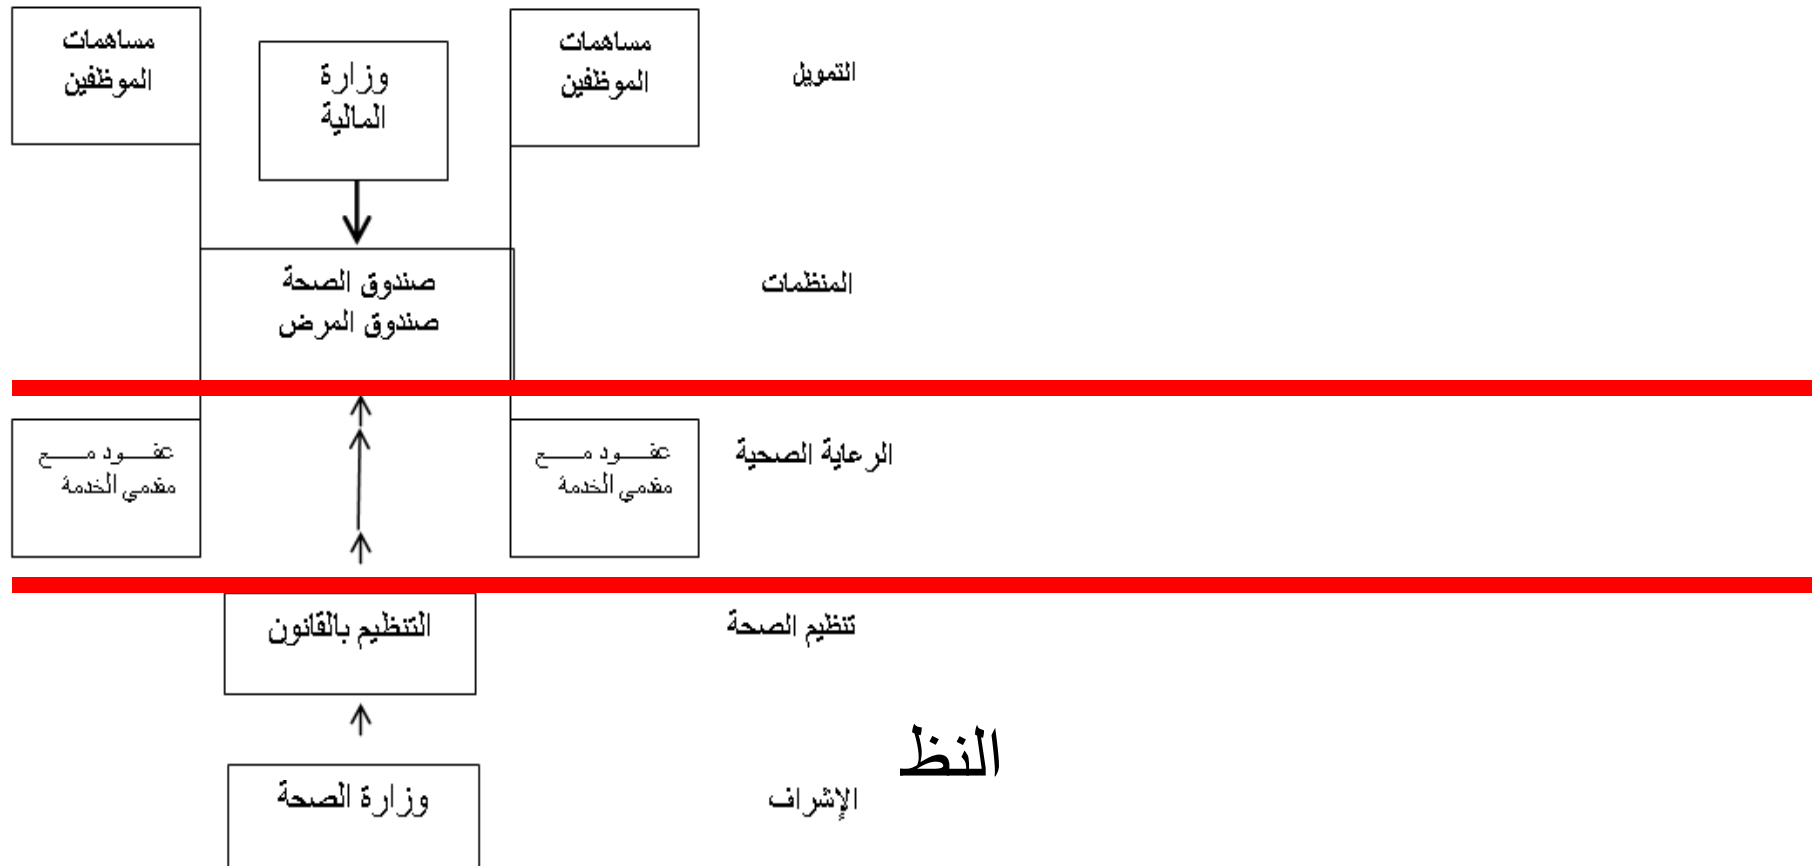 مساهمات
الموظفين
وزارة
المالية
مساهمات
الموظفين
التمويل
صندوق الصحة
صندوق المرض
المنظمات
عقود مع
مقدمي الخدمة
عقود مع
مقدمي الخدمة
الرعاية الصحية
التنظيم بالقانون
تنظيم الصحة
النظ
وزارة الصحة
الإشراف